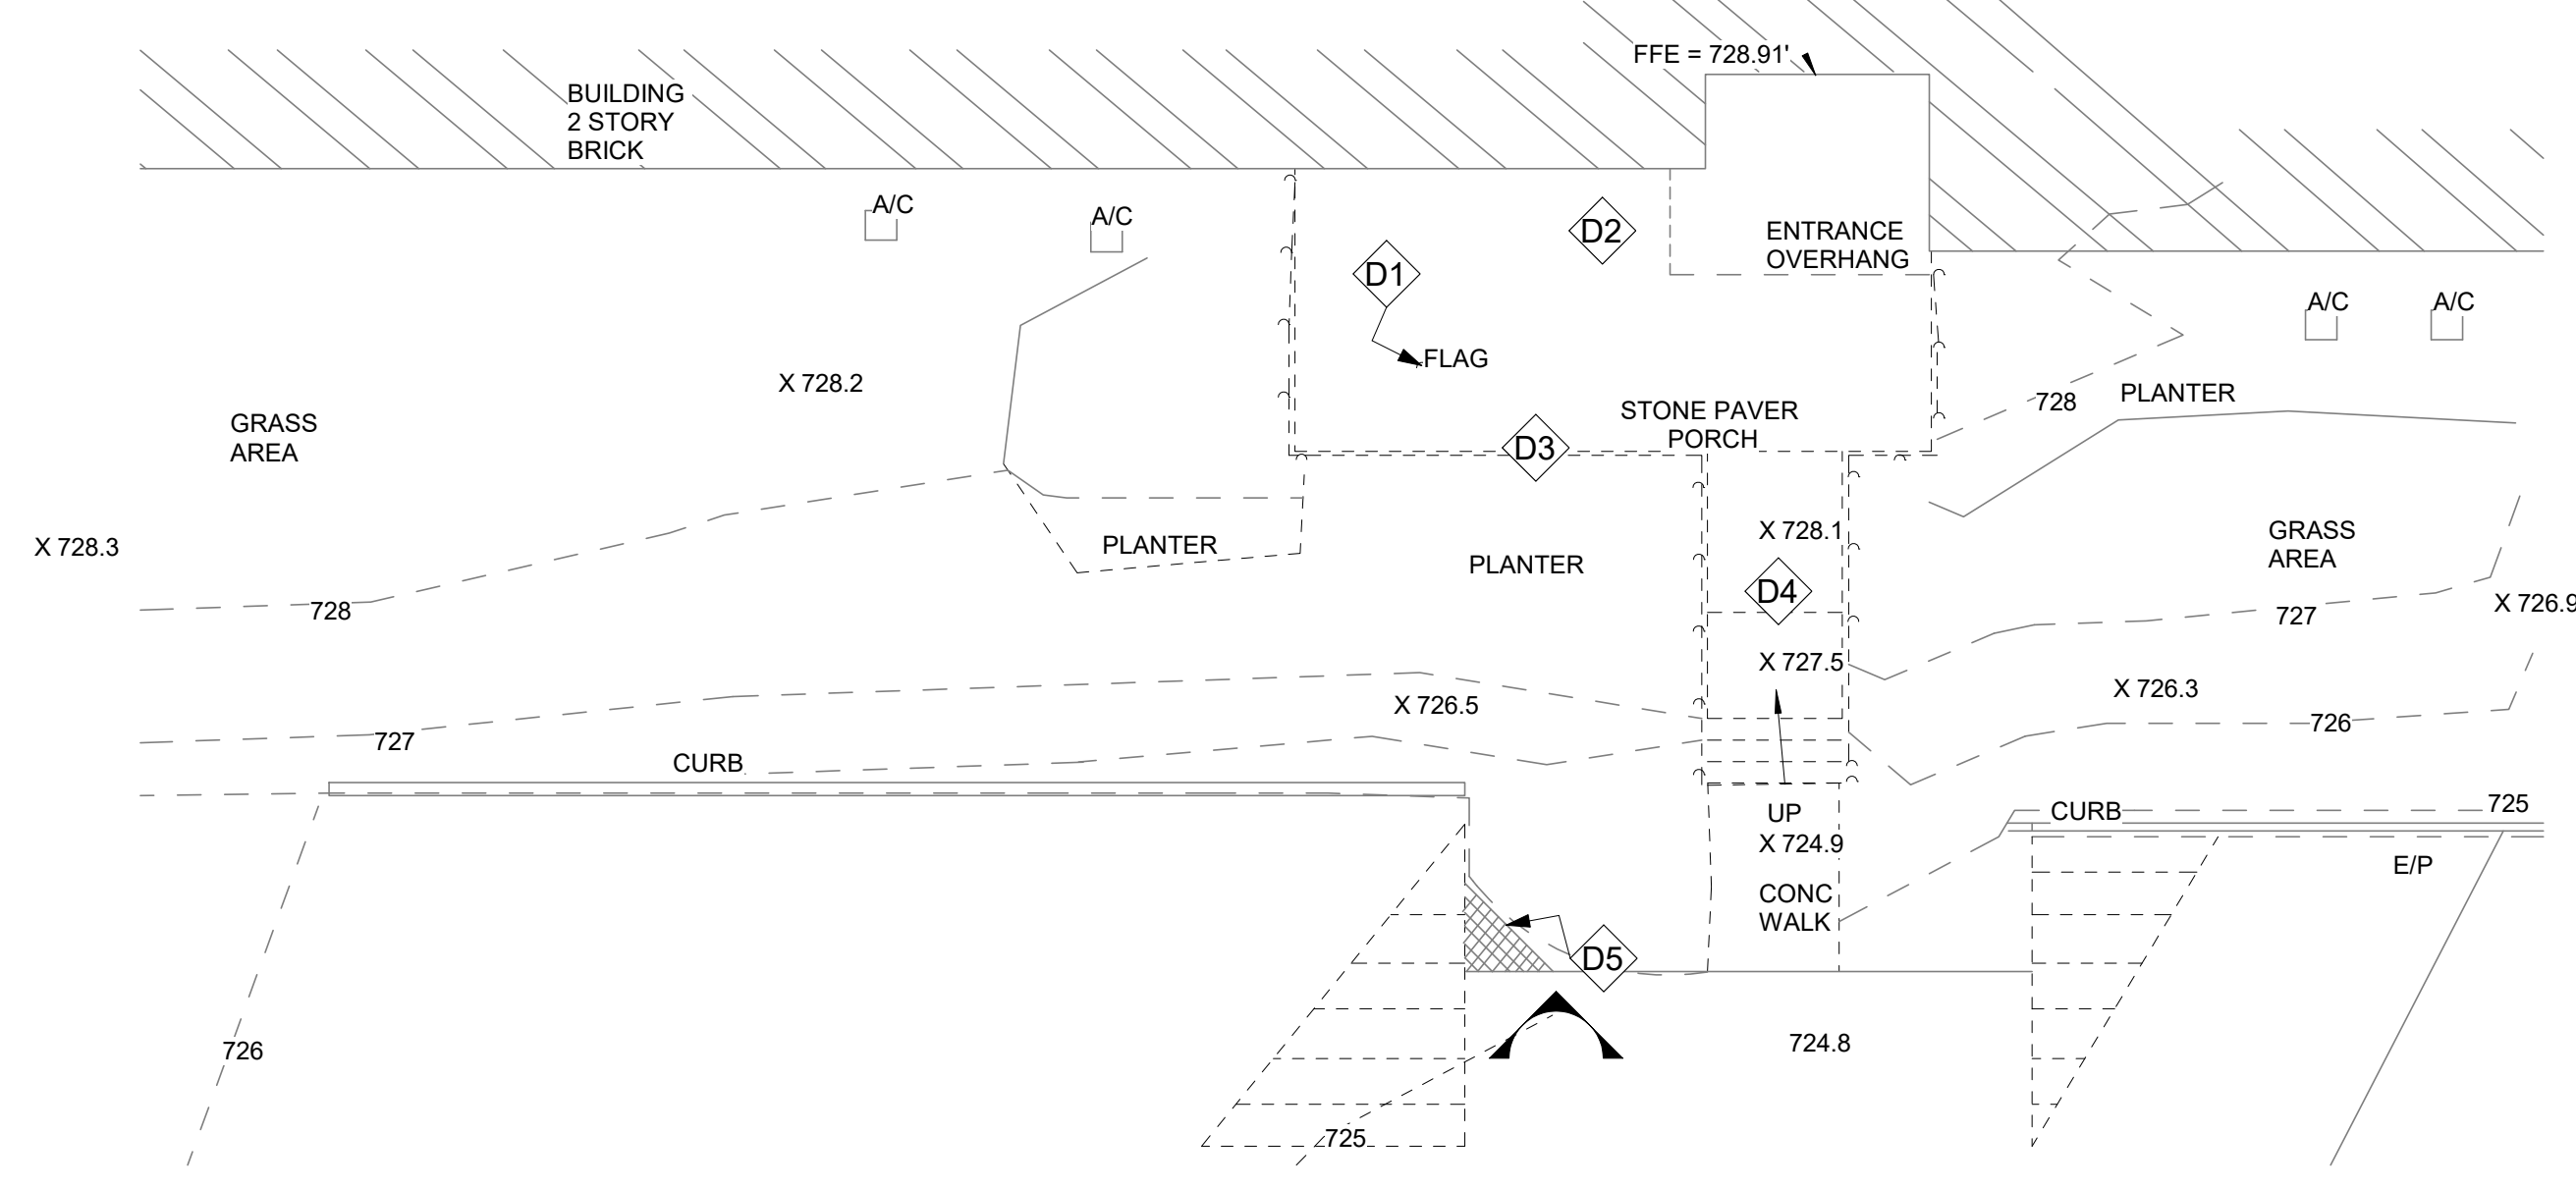 FFE = 728.91'
BUILDING
2 STORY
BRICK
A/C
A/C
D2
ENTRANCE
OVERHANG
D1
A/C
A/C
FLAG
X 728.2
728
PLANTER
STONE PAVER
PORCH
GRASS
AREA
D3
X 728.3
PLANTER
PLANTER
X 728.1
GRASS
AREA
D4
728
727
X 726.9
X 727.5
X 726.5
X 726.3
727
726
CURB
UP
X 724.9
CURB
725
E/P
CONC
WALK
D5
726
724.8
725